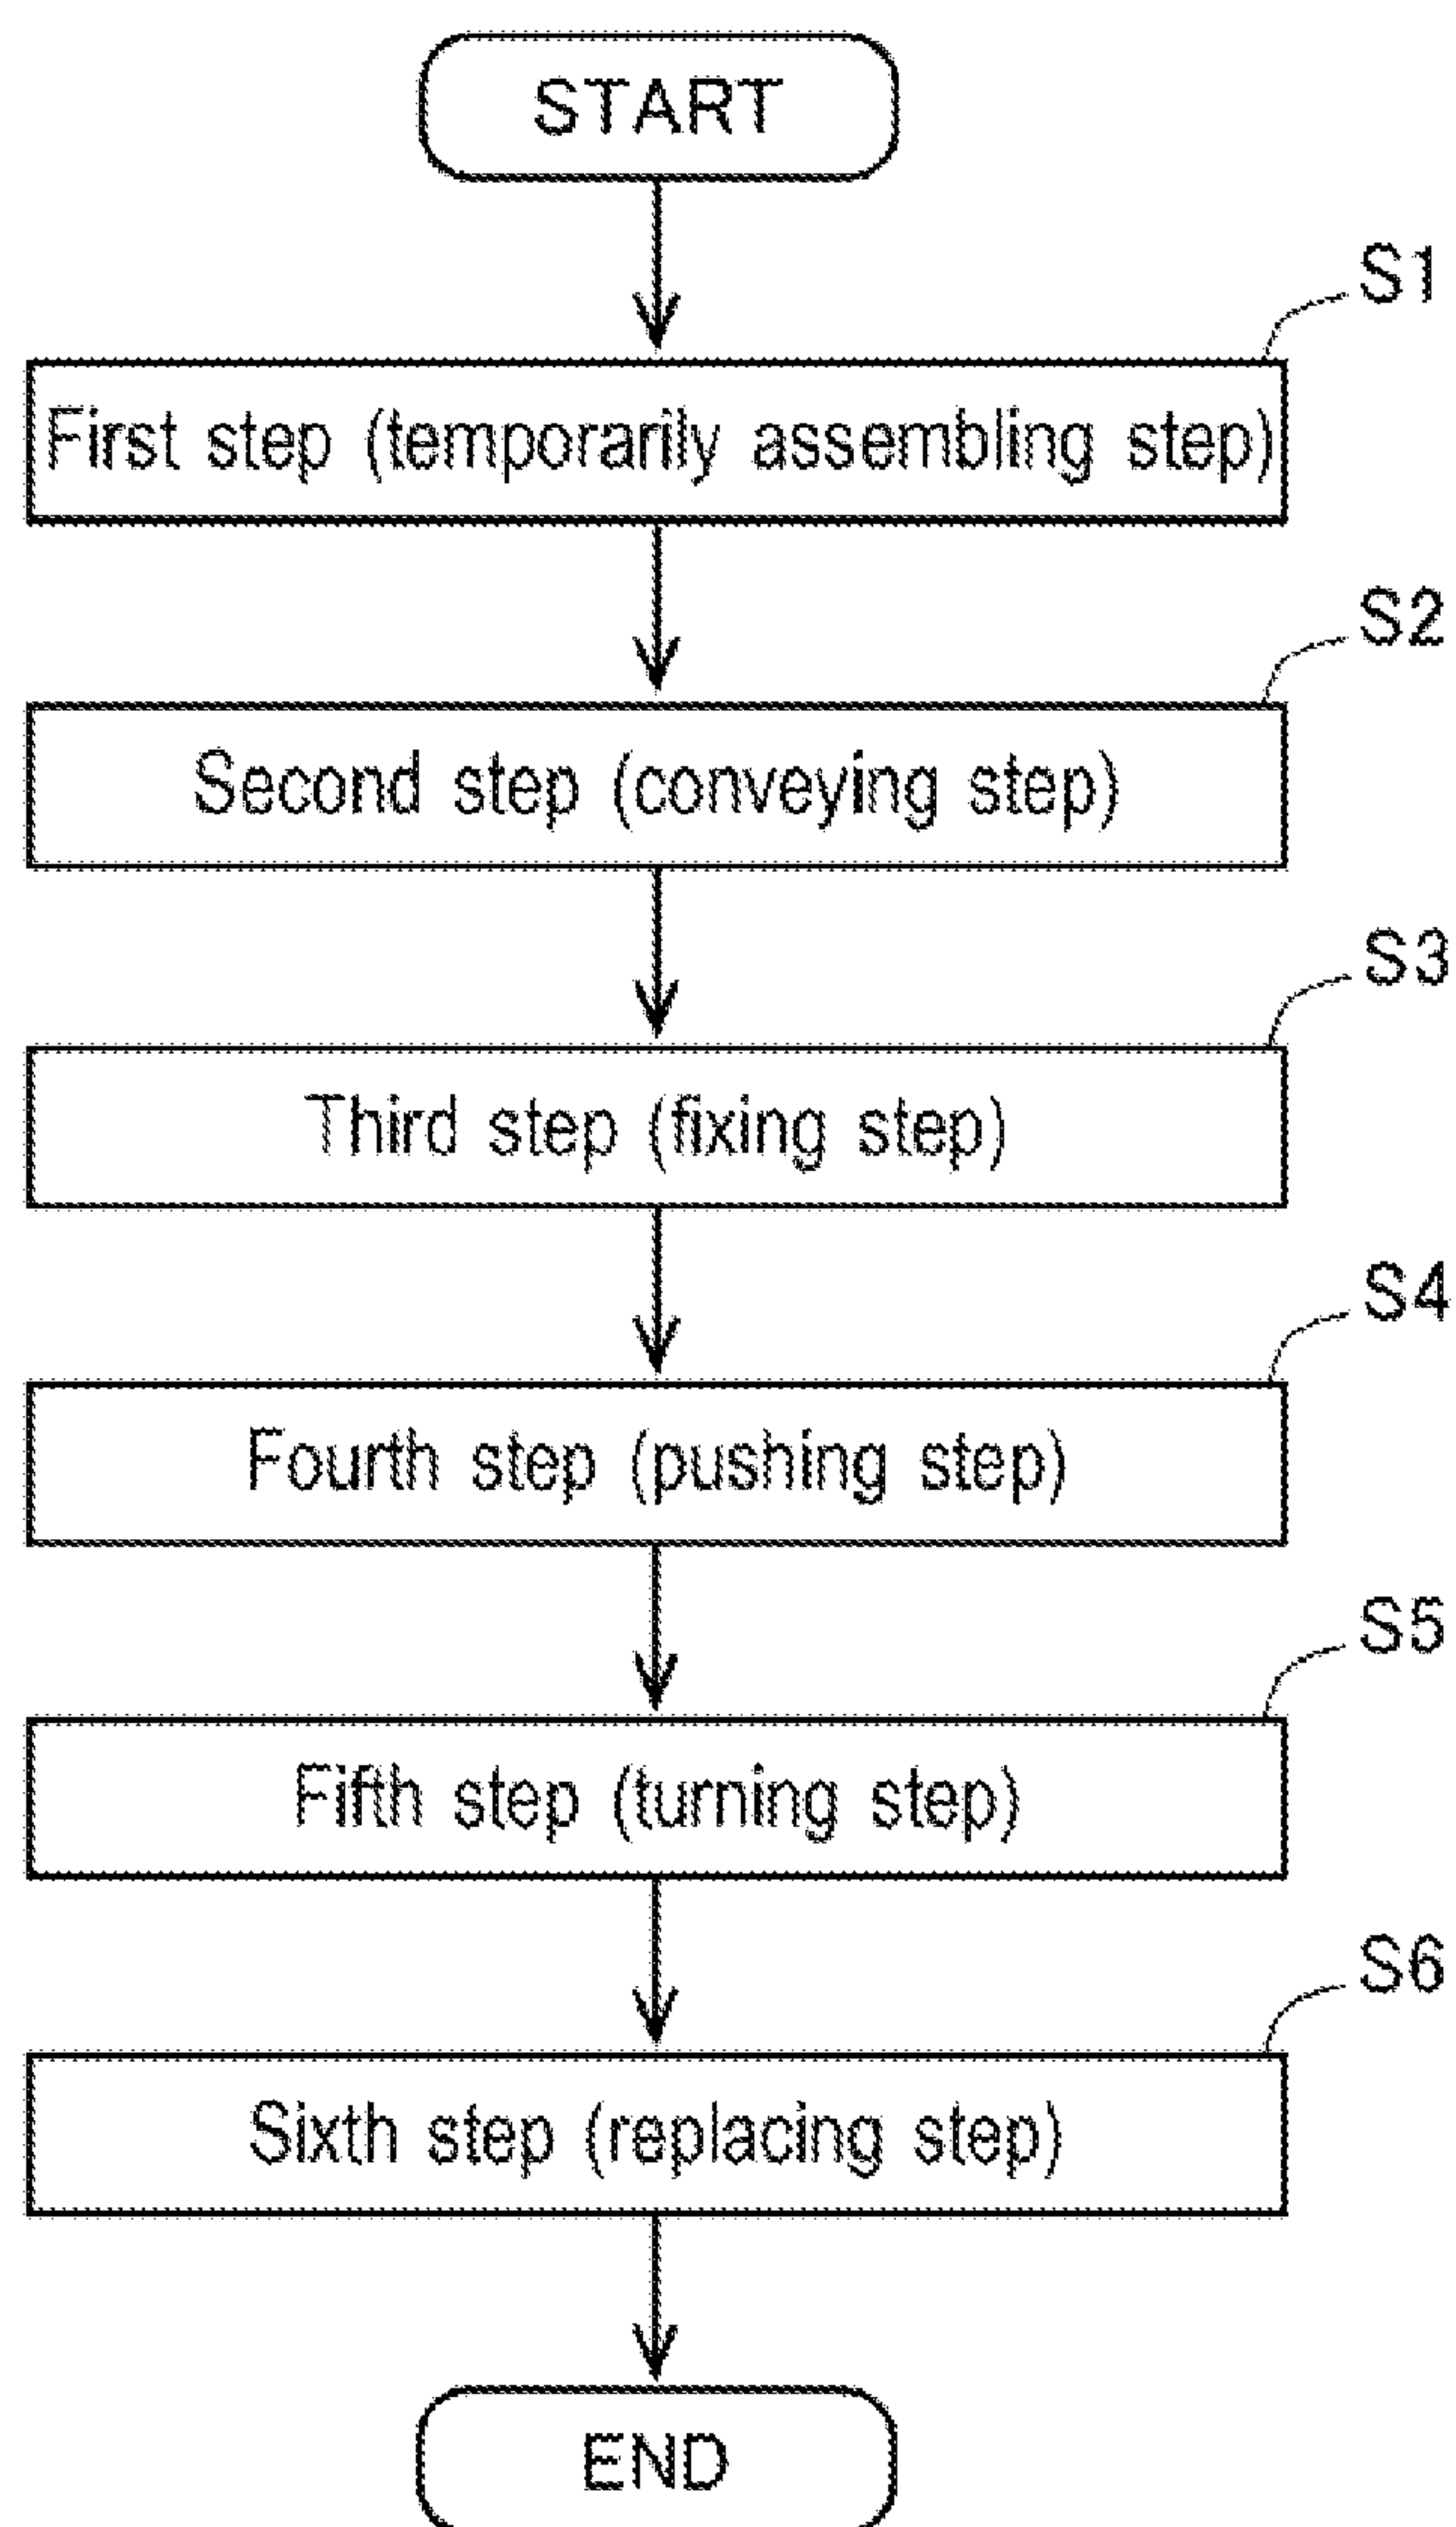 START
S1
First step (temporarily assembling step)
S2
Second step (conveying step)
S3
Third step (fixing step)
S4
Fourth step (pushing step)
S5
Fifth step (turning step)
S6
Sixth step (replacing step)
END